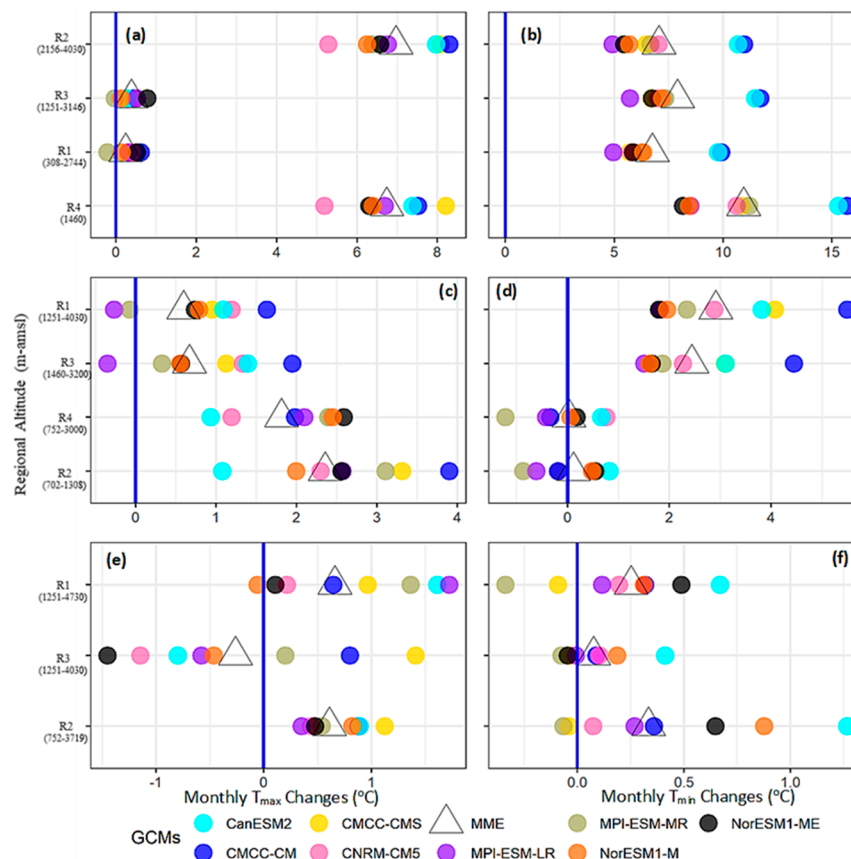 (a)
(b)
R2
(2156-4030)
R3
(1251-3146)
R1
(308-2744)
R4
(1460)
0 2 4 6 8
0 5 10 15
Regional Altitude (m-amsl)
(c)
(d)
R1
(1251-4030)
R3
(1460-3200)
R4
(752-3000)
R2
(702-1308)
0 1 2 3 4
0 2 4
(e)
(f)
R1
(1251-4730)
R3
(1251-4030)
R2
(752-3719)
-1 0 1
0.0 0.5 1.0
Monthly Tmax Changes (°C)
Monthly Tmin Changes (°C)
GCMs
CanESM2 CMCC-CMS MME MPI-ESM-MR NorESM1-ME
CMCC-CM CNRM-CM5 MPI-ESM-LR NorESM1-M